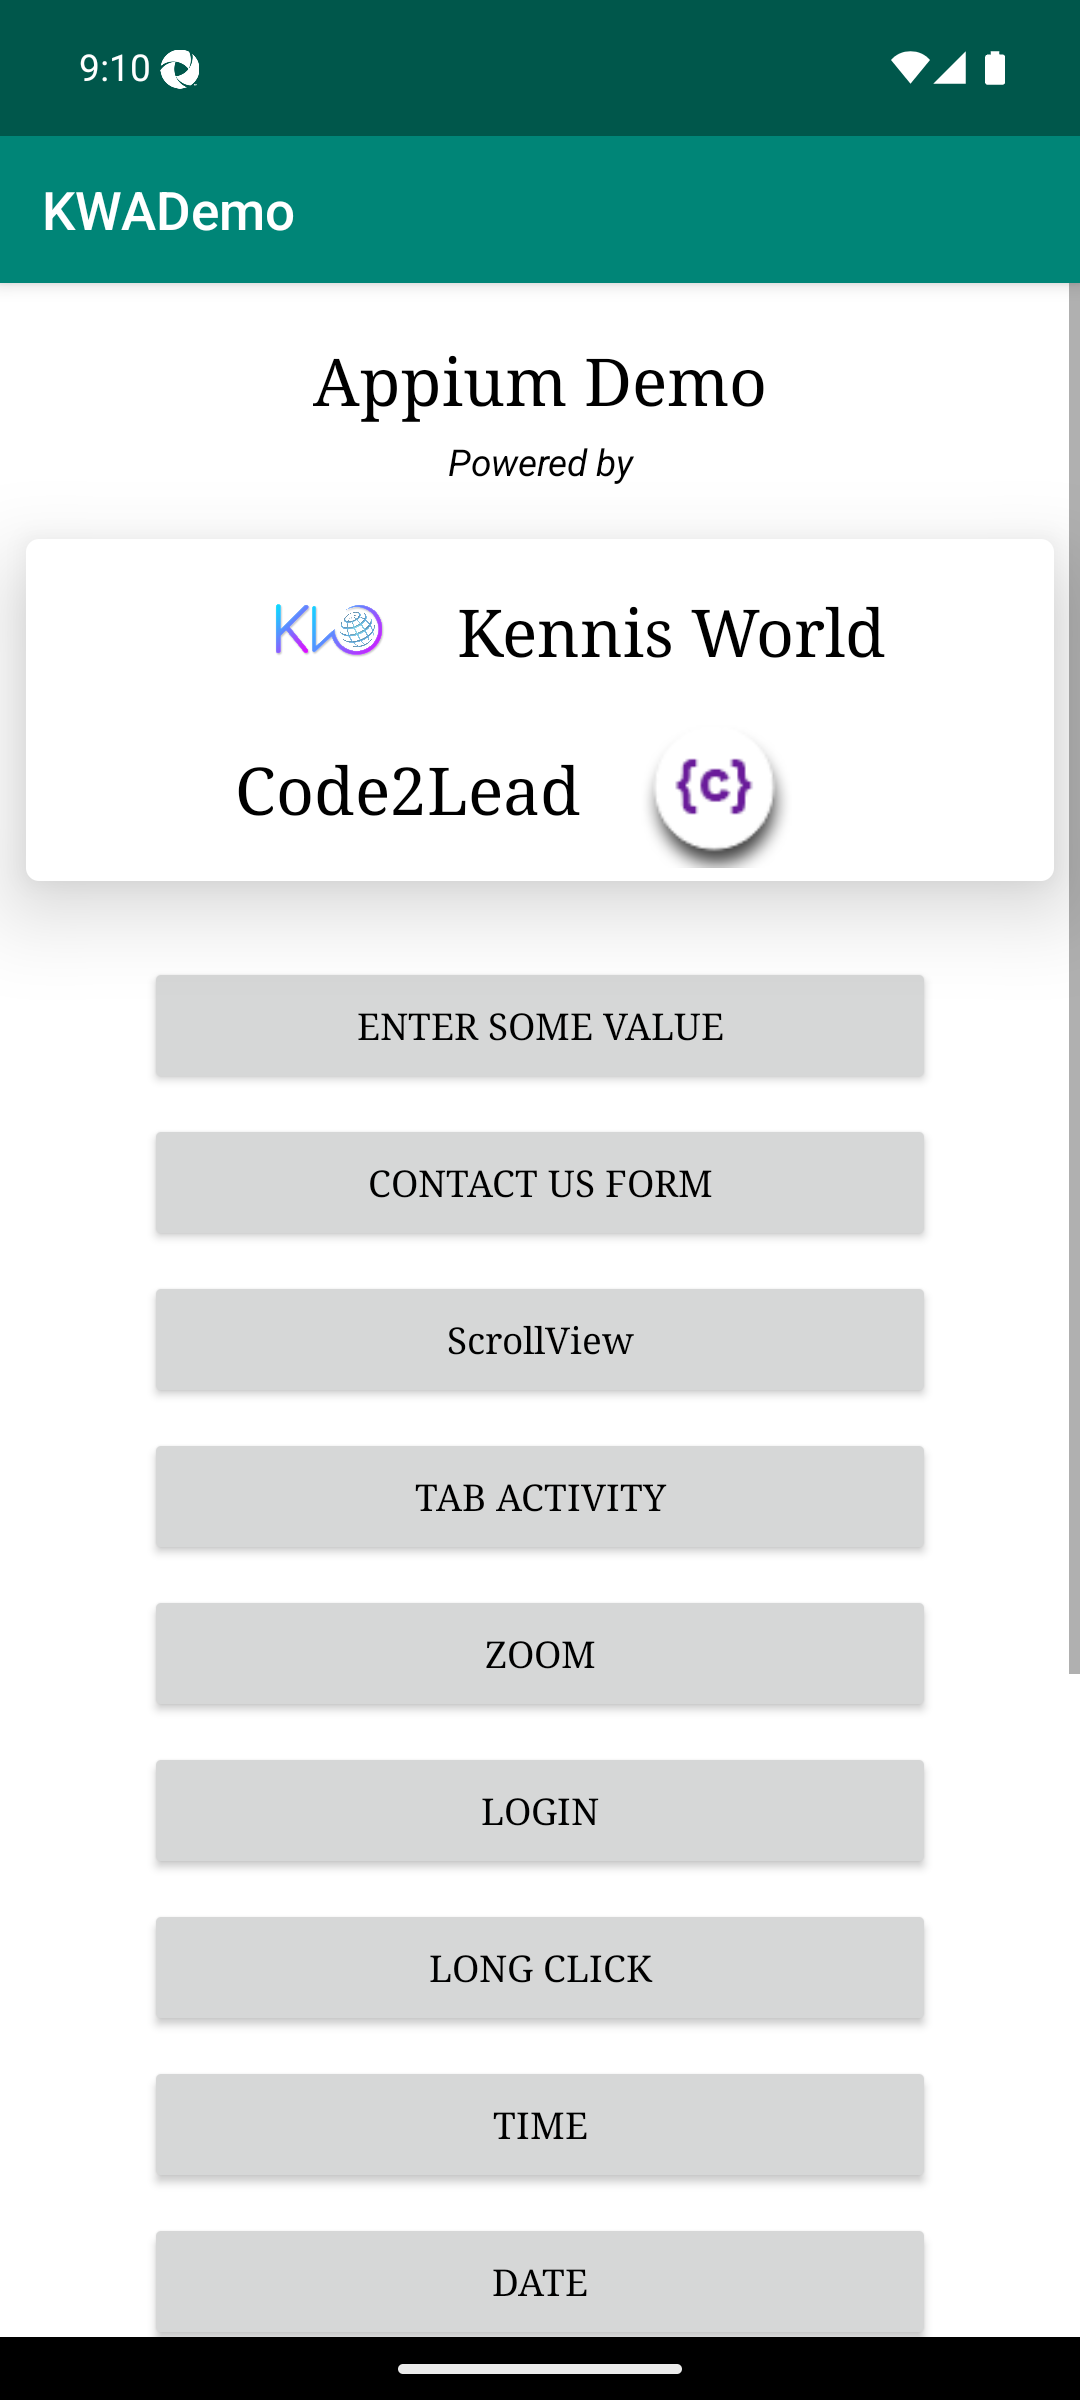 9:10
KWADemo
Appium Demo
Powered by
Kennis World
Code2Lead
{c}
ENTER SOME VALUE
CONTACT US FORM
ScrollView
TAB ACTIVITY
ZOOM
LOGIN
LONG CLICK
TIME
DATE